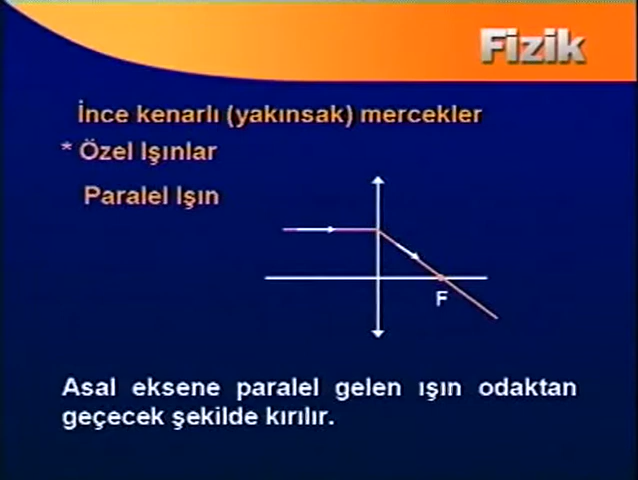 Fizik
İnce kenarlı (yakınsak) mercekler
* Özel Işınlar
Paralel Işın
F
Asal eksene paralel gelen ışın odaktan
geçecek şekilde kırılır.